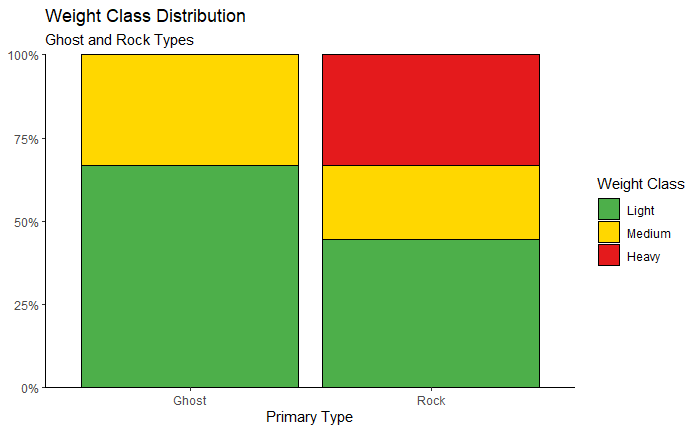 Weight Class Distribution
Ghost and Rock Types
100%
75%
50%
25%
0%
Ghost
Rock
Primary Type
Weight Class
Light
Medium
Heavy